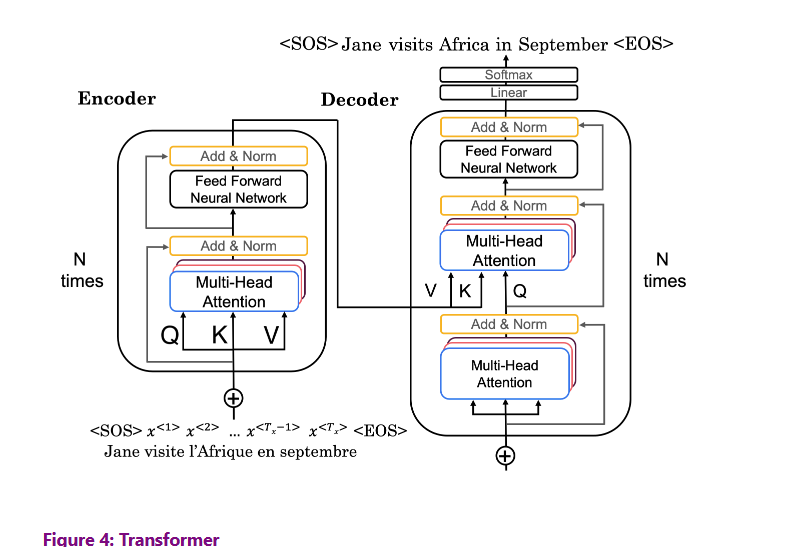 <SOS> Jane visits Africa in September <EOS>
Softmax
Linear
Encoder
Decoder
Add & Norm
Feed Forward
Neural Network
Add & Norm
Multi-Head
Attention
Q K V
N
times
Add & Norm
Feed Forward
Neural Network
Add & Norm
Multi-Head
Attention
V K Q
Add & Norm
Multi-Head
Attention
N
times
<SOS> x<1> x<2> ... x<Tx−1> x<Tx> <EOS>
Jane visite l’Afrique en septembre
Figure 4: Transformer